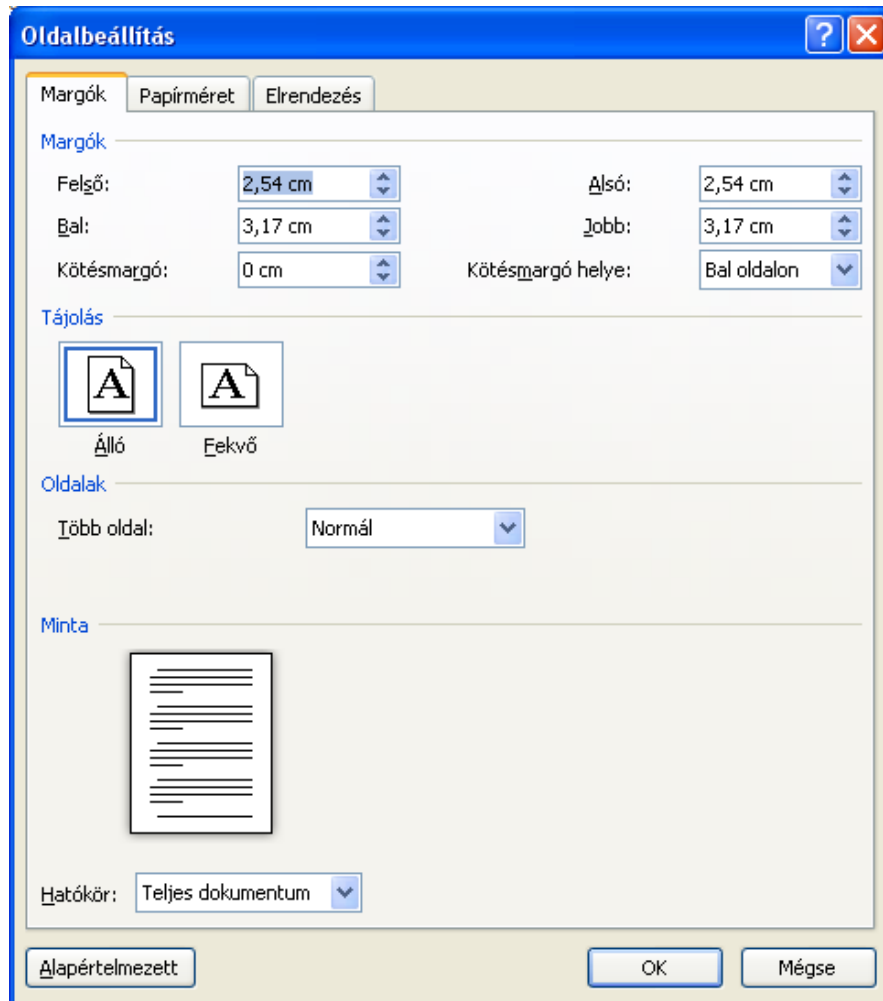 Oldalbeállítás
Margók Papírméret Elrendezés
Margók
Felső: 2,54 cm Alsó: 2,54 cm
Bal: 3,17 cm Jobb: 3,17 cm
Kötésmargó: 0 cm Kötésmargó helye: Bal oldalon
Tájolás
A A
Álló Fekvő
Oldalak
Több oldal: Normál
Minta
Hatókör: Teljes dokumentum
Alapértelmezett OK Mégse